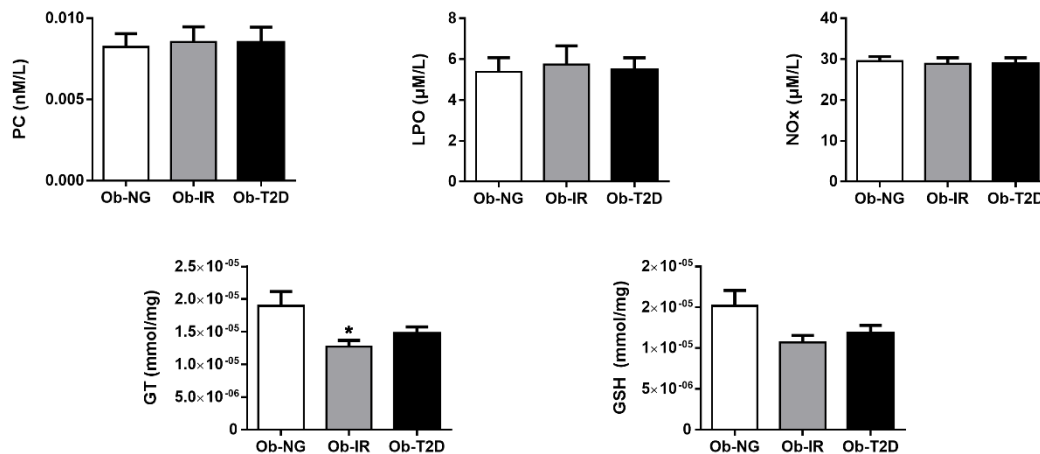 PC (nM/L)
0.010
0.005
0.000
Ob-NG Ob-IR Ob-T2D
LPO (μM/L)
8
6
4
2
0
Ob-NG Ob-IR Ob-T2D
NOx (μM/L)
40
30
20
10
0
Ob-NG Ob-IR Ob-T2D
GT (mmol/mg)
2.5×10⁻⁰⁵
2.0×10⁻⁰⁵
1.5×10⁻⁰⁵
1.0×10⁻⁰⁵
5.0×10⁻⁰⁶
0
*
Ob-NG Ob-IR Ob-T2D
GSH (mmol/mg)
2×10⁻⁰⁵
2×10⁻⁰⁵
1×10⁻⁰⁵
5×10⁻⁰⁶
0
Ob-NG Ob-IR Ob-T2D